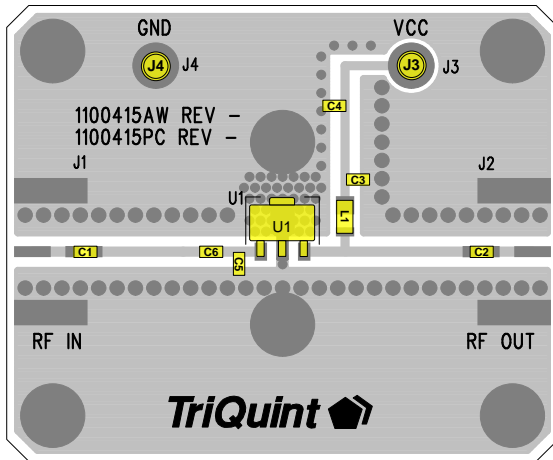 GND
VCC
J4
J4
J3
J3
C4
1100415AW REV -
1100415PC REV -
J1
J2
C3
U1
U1
L1
C1
C6
C5
C2
RF IN
RF OUT
TriQuint